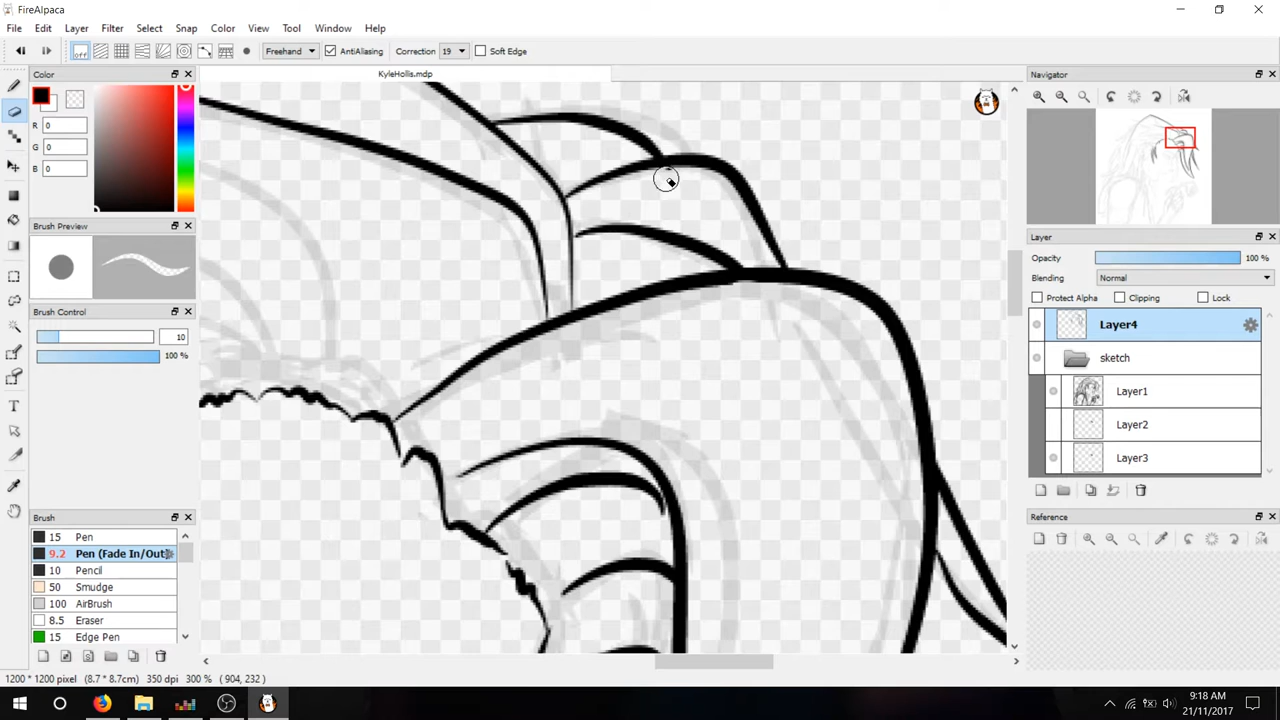 FireAlpaca
File Edit Layer Filter Select Snap Color View Tool Window Help
off Freehand AntiAliasing Correction 19 Soft Edge
Color
R 0
G 0
B 0
Brush Preview
Brush Control
10
100 %
Brush
15 Pen
9.2 Pen (Fade In/Out
10 Pencil
50 Smudge
100 AirBrush
8.5 Eraser
15 Edge Pen
KyleHollis.mdp
Navigator
Layer
Opacity 100 %
Blending Normal
Protect Alpha Clipping Lock
Layer4
sketch
Layer1
Layer2
Layer3
Reference
1200 * 1200 pixel (8.7 * 8.7cm) 350 dpi 300 % ( 904, 232 )
9:18 AM
21/11/2017